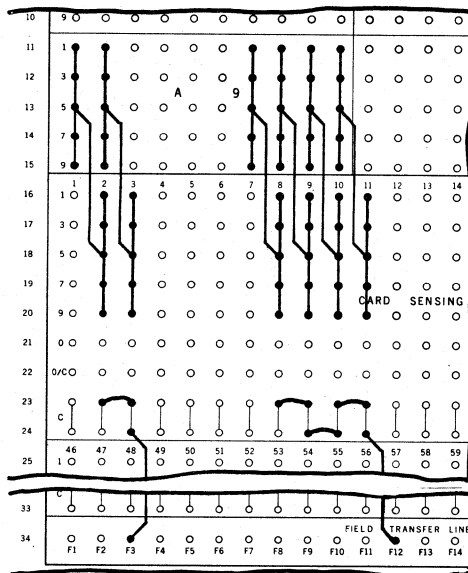 10 9
11 1
12 3
13 5 A 9
14 7
15 9
1 2 3 4 5 6 7 8 9 10 11 12 13 14
16 1
17 3
18 5
19 7
20 9
CARD SENSING
21 0
22 0/C
23
C
24
46 47 48 49 50 51 52 53 54 55 56 57 58 59
25 1
C
33
FIELD TRANSFER LINE
34
F1 F2 F3 F4 F5 F6 F7 F8 F9 F10 F11 F12 F13 F14